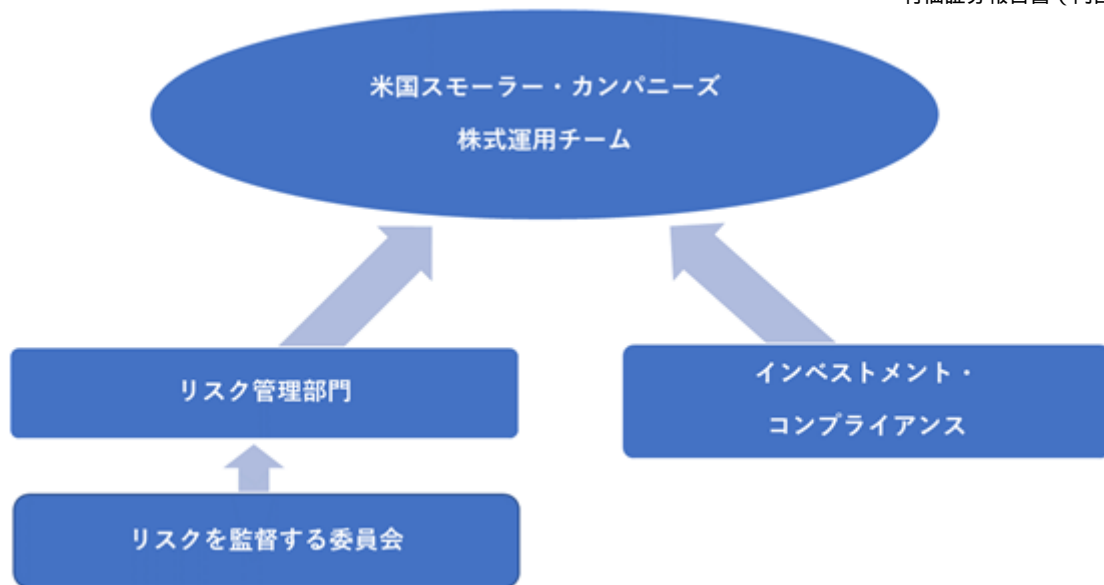 米国スモーラー・カンパニーズ
株式運用チーム
リスク管理部門
インベストメント・
コンプライアンス
リスクを監督する委員会